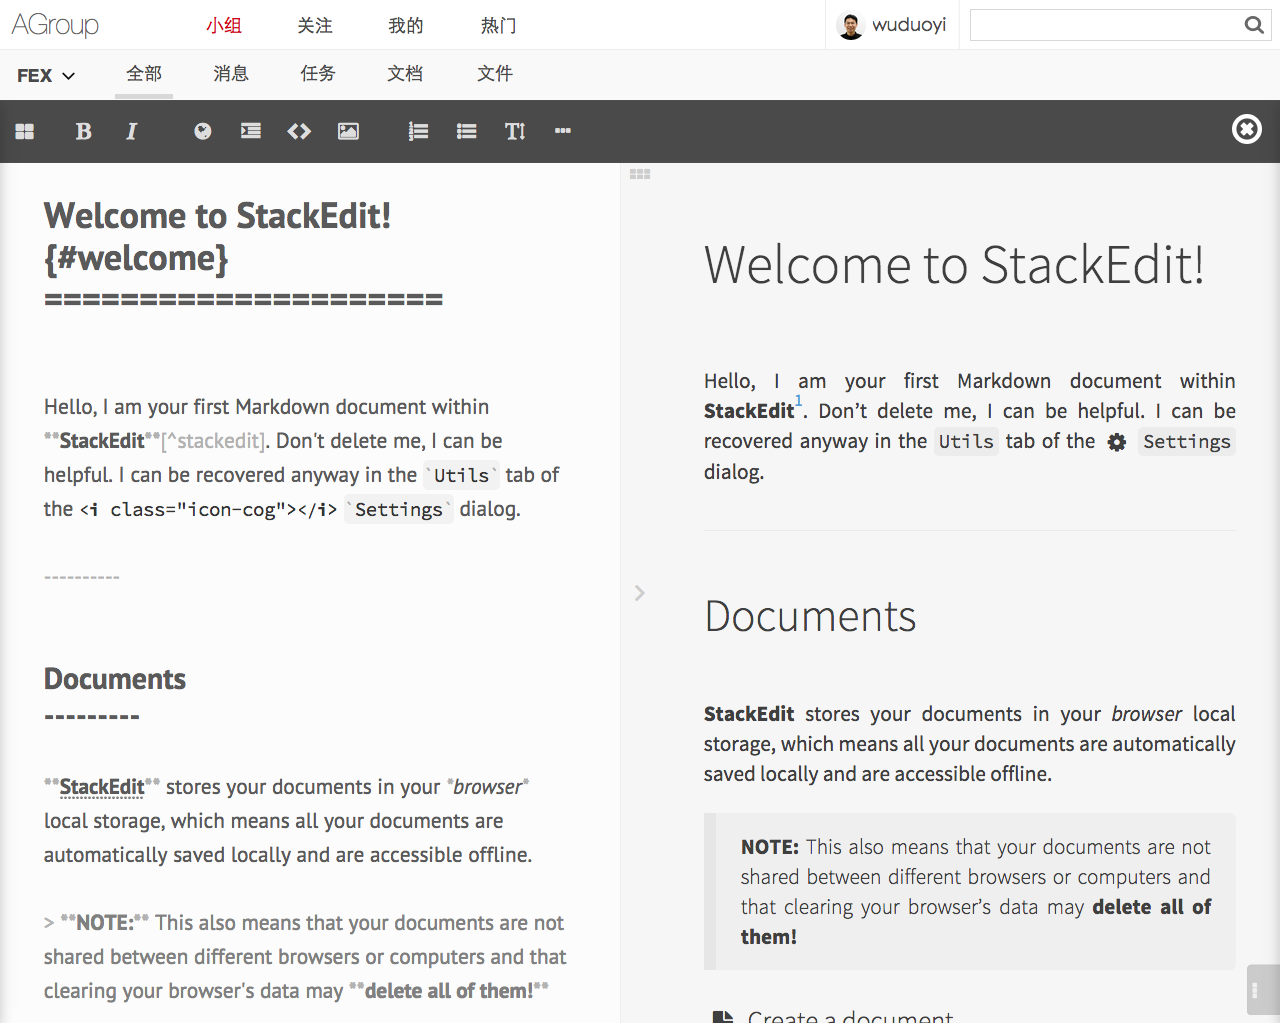 AGroup 小组 关注 我的 热门 wuduoyi
FEX 全部 消息 任务 文档 文件
Welcome to StackEdit!
{#welcome}
=====================
Hello, I am your first Markdown document within
**StackEdit**[^stackedit]. Don't delete me, I can be
helpful. I can be recovered anyway in the `Utils` tab of
the <i class="icon-cog"></i> `Settings` dialog.
----------
Documents
---------
**StackEdit** stores your documents in your *browser*
local storage, which means all your documents are
automatically saved locally and are accessible offline.
> **NOTE:** This also means that your documents are not
shared between different browsers or computers and that
clearing your browser's data may **delete all of them!**
Welcome to StackEdit!
Hello, I am your first Markdown document within
StackEdit1. Don’t delete me, I can be helpful. I can be
recovered anyway in the Utils tab of the Settings
dialog.
Documents
StackEdit stores your documents in your browser local
storage, which means all your documents are automatically
saved locally and are accessible offline.
NOTE: This also means that your documents are not
shared between different browsers or computers and
that clearing your browser’s data may delete all of
them!
Create a document